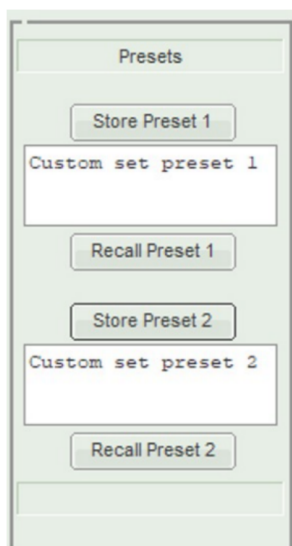 Presets
Store Preset 1
Custom set preset 1
Recall Preset 1
Store Preset 2
Custom set preset 2
Recall Preset 2